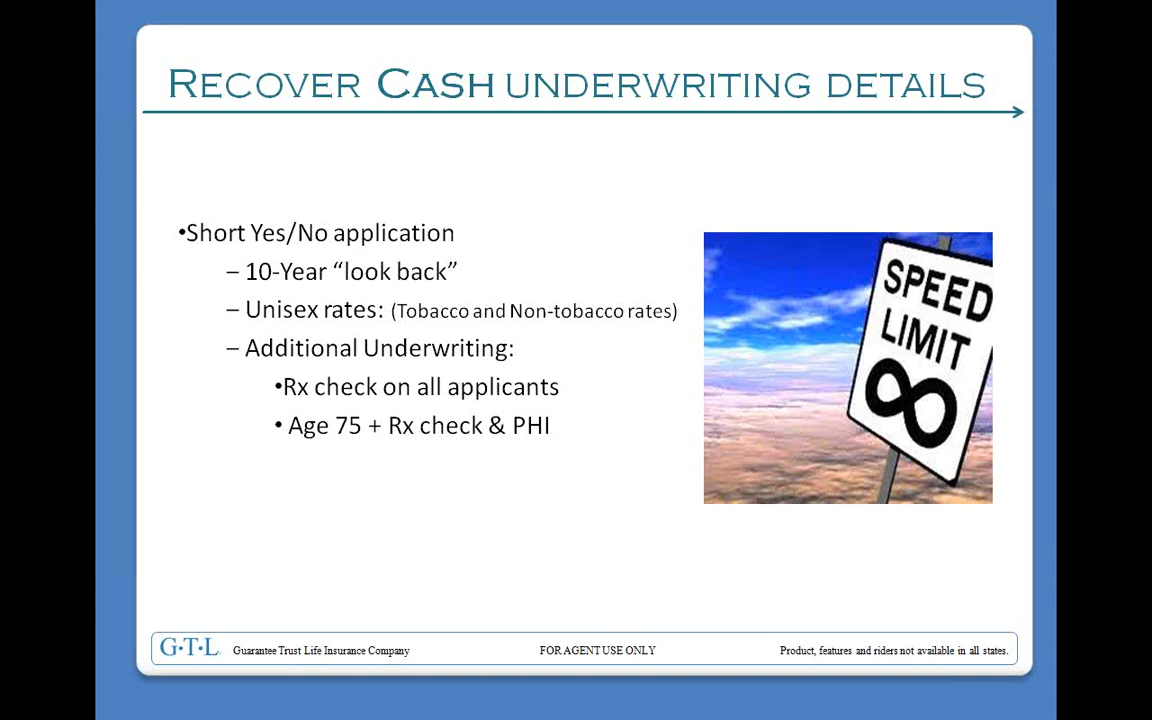 RECOVER CASH UNDERWRITING DETAILS
•Short Yes/No application
– 10-Year “look back”
– Unisex rates: (Tobacco and Non-tobacco rates)
– Additional Underwriting:
•Rx check on all applicants
• Age 75 + Rx check & PHI
SPEED
LIMIT
∞
G·T·L. Guarantee Trust Life Insurance Company FOR AGENT USE ONLY Product, features and riders not available in all states.